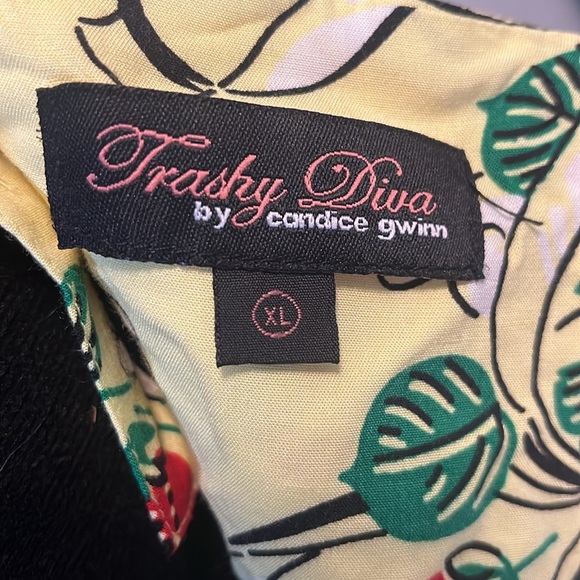 Trashy Diva
by candice gwinn
XL